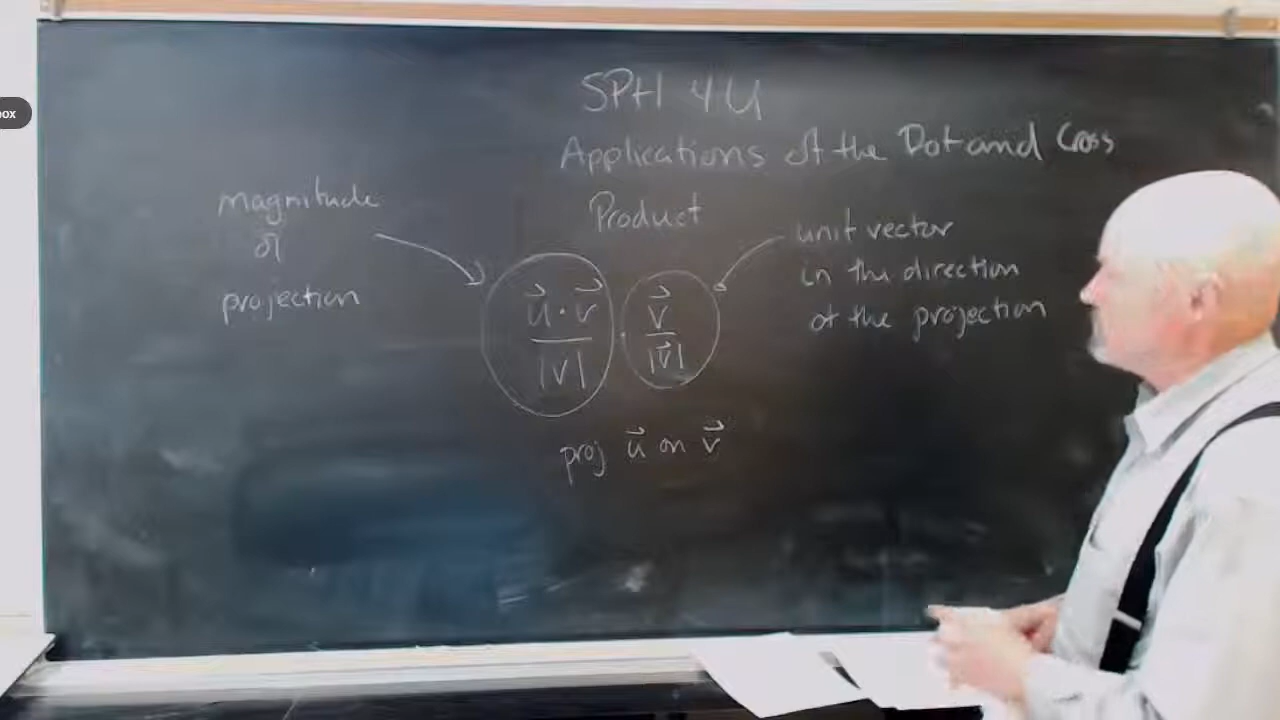 SPH 4U
Applications of the Dot and Cross
Product
magnitude
of
projection
unit vector
in the direction
of the projection
u⃗ · v⃗ / |v| · v⃗ / |v⃗|
proj u⃗ on v⃗
ox